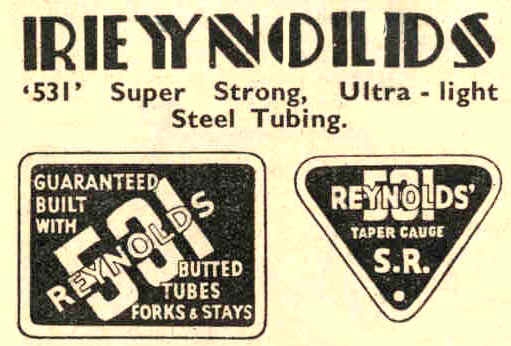 REYNOLDS
'531' Super Strong, Ultra-light
Steel Tubing.
GUARANTEED
BUILT
WITH
531
REYNOLDS
BUTTED
TUBES
FORKS & STAYS
531
REYNOLDS'
TAPER GAUGE
S.R.